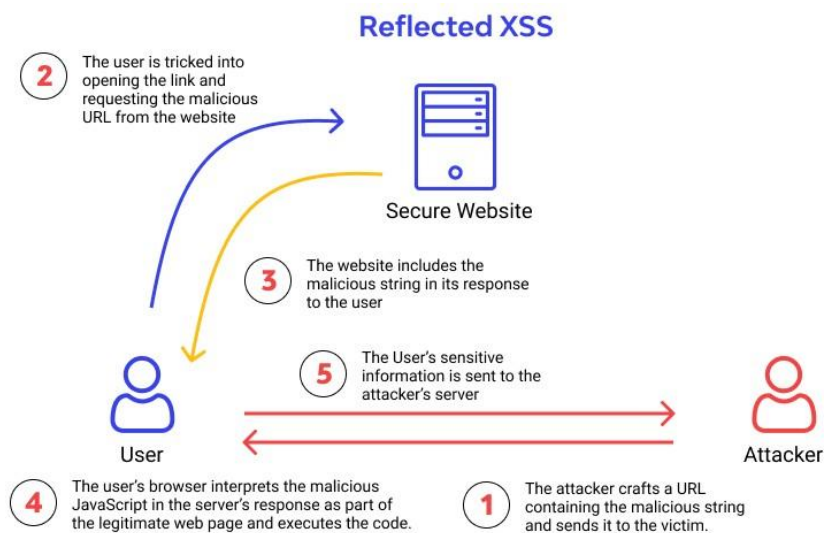 Reflected XSS
2
The user is tricked into
opening the link and
requesting the malicious
URL from the website
Secure Website
3
The website includes the
malicious string in its response
to the user
5
The User's sensitive
information is sent to the
attacker's server
User
Attacker
4
The user's browser interprets the malicious
JavaScript in the server's response as part of
the legitimate web page and executes the code.
1
The attacker crafts a URL
containing the malicious string
and sends it to the victim.